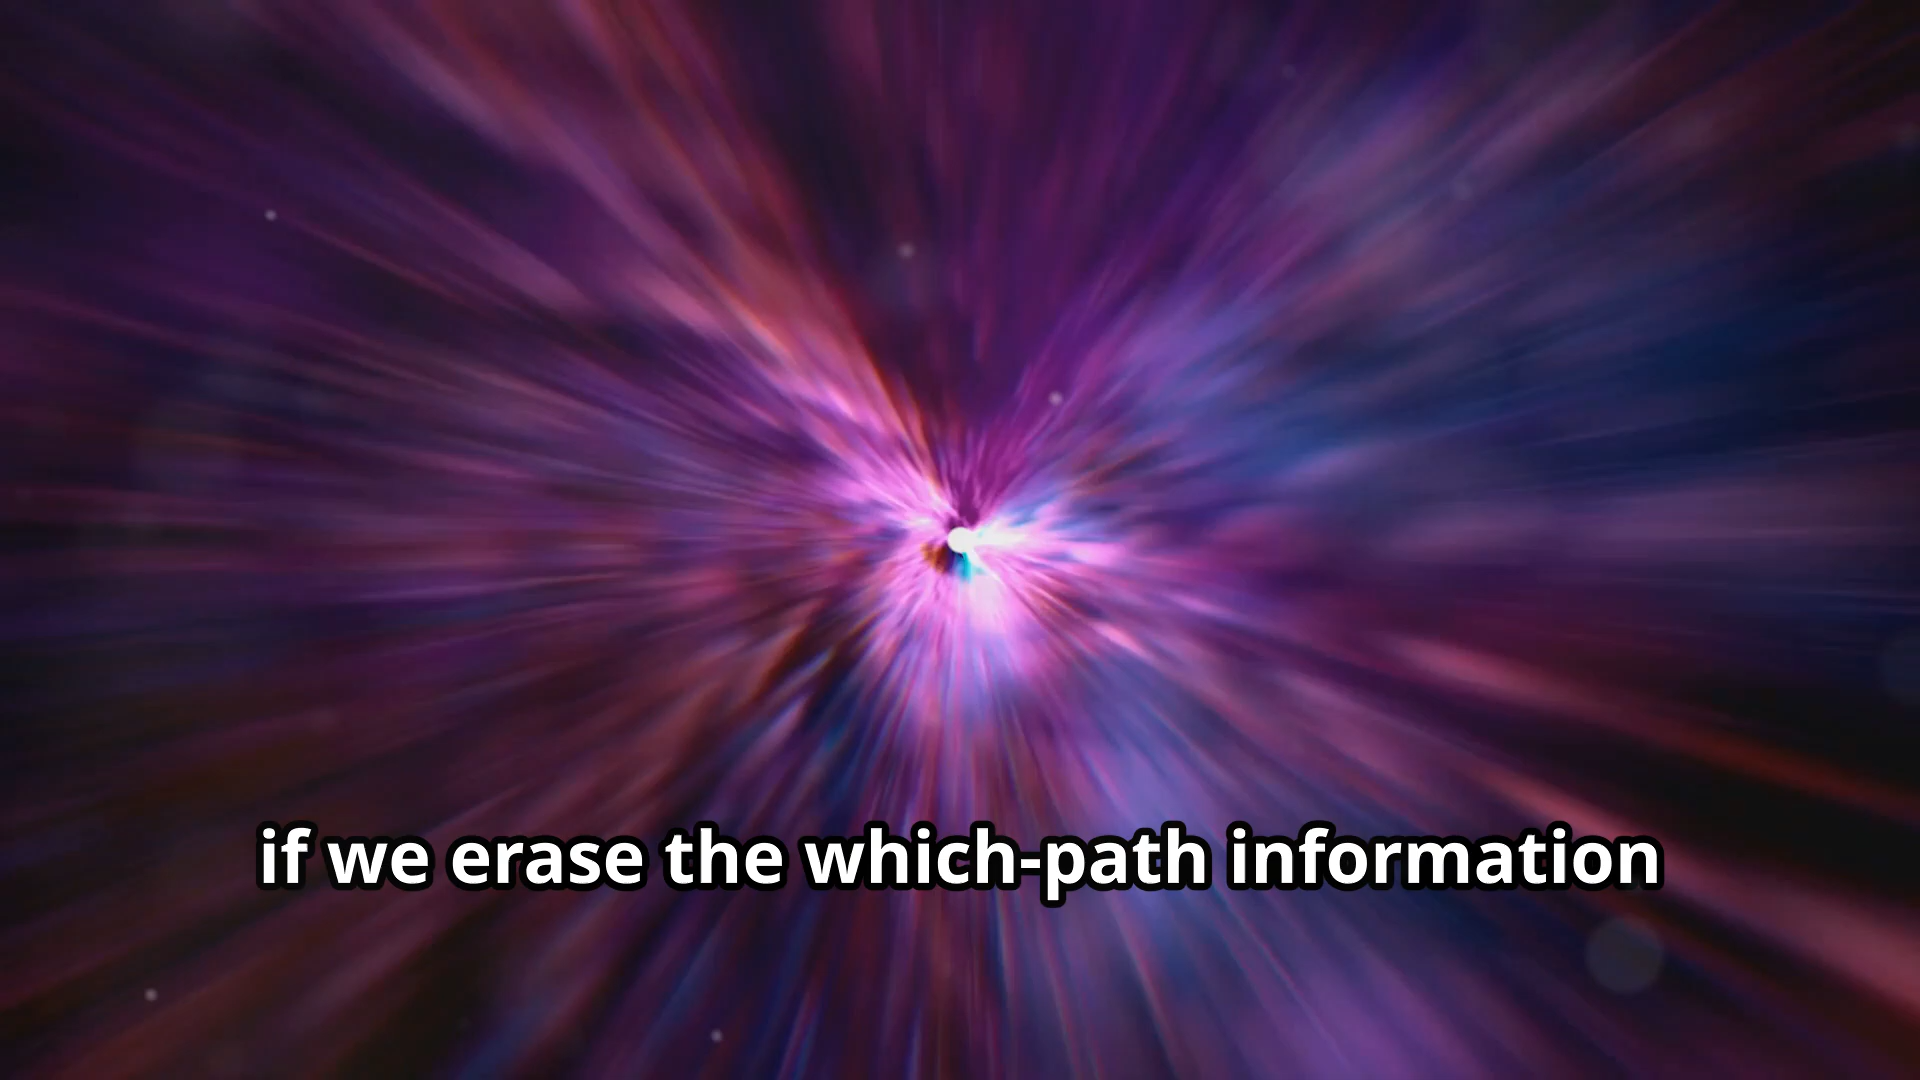 if we erase the which-path information